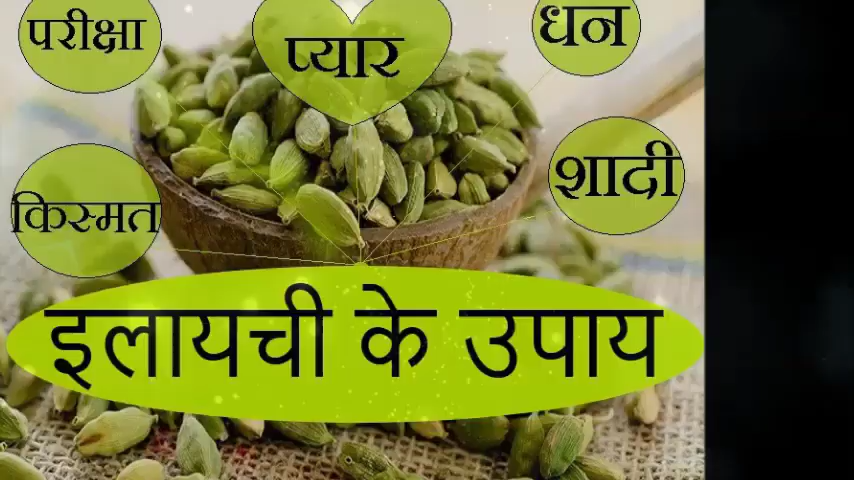 परीक्षा
प्यार
धन
किस्मत
शादी
इलायची के उपाय